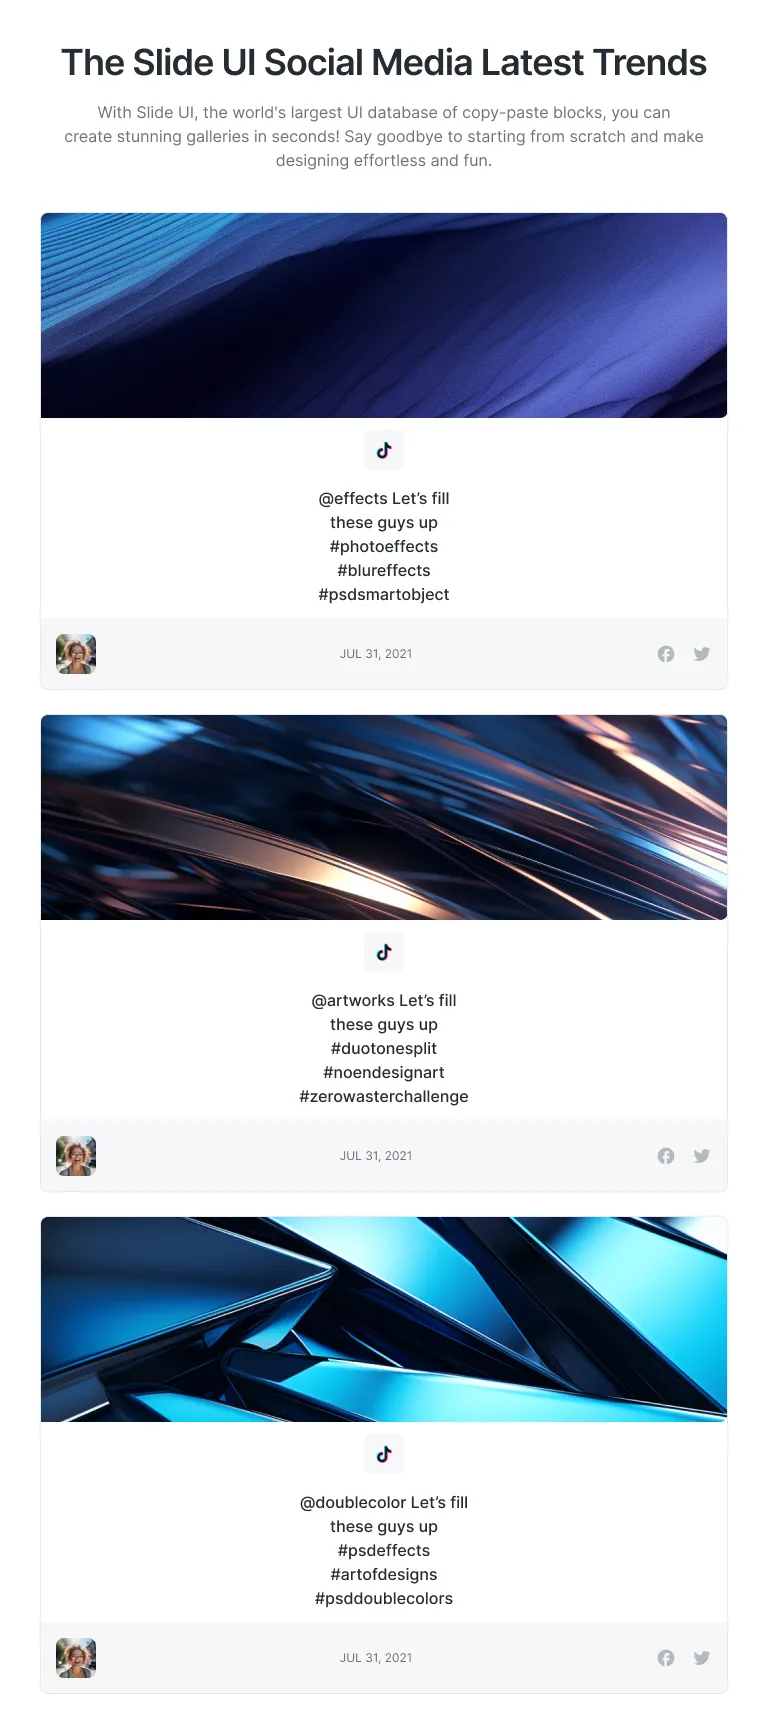 The Slide UI Social Media Latest Trends
With Slide UI, the world's largest UI database of copy-paste blocks, you can
create stunning galleries in seconds! Say goodbye to starting from scratch and make
designing effortless and fun.
@effects Let’s fill
these guys up
#photoeffects
#blureffects
#psdsmartobject
JUL 31, 2021
@artworks Let’s fill
these guys up
#duotonesplit
#noendesignart
#zerowasterchallenge
JUL 31, 2021
@doublecolor Let’s fill
these guys up
#psdeffects
#artofdesigns
#psddoublecolors
JUL 31, 2021